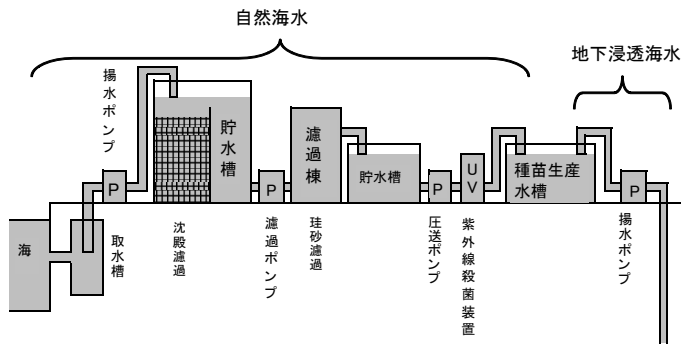 自然海水
地下浸透海水
揚水ポンプ
貯水槽
濾過棟
P
P
貯水槽
P
UV
種苗生産
水槽
P
海
取水槽
沈殿濾過
濾過ポンプ
珪砂濾過
圧送ポンプ
紫外線殺菌装置
揚水ポンプ